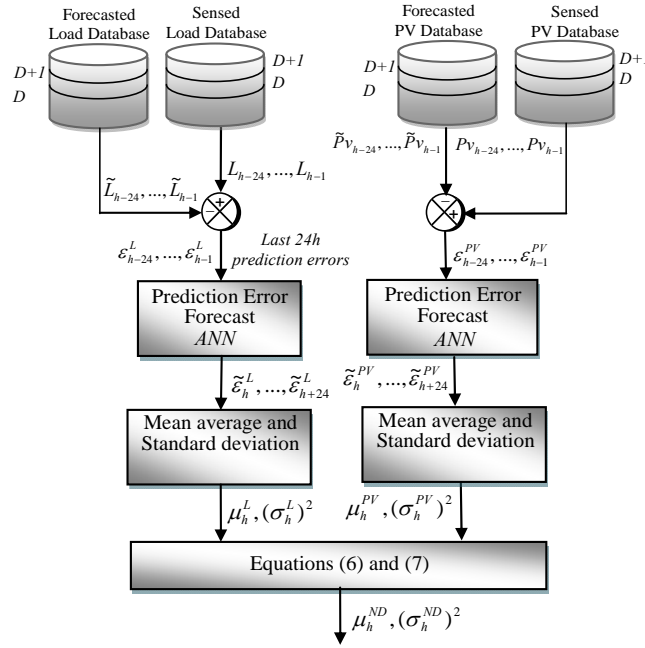 Forecasted
Load Database
Sensed
Load Database
Forecasted
PV Database
Sensed
PV Database
D+1
D
D+1
D
D+1
D
D+1
D
L̃_{h-24},...,L̃_{h-1}
L_{h-24},...,L_{h-1}
P̃v_{h-24},...,P̃v_{h-1}
Pv_{h-24},...,Pv_{h-1}
− +
− +
ε^L_{h-24},...,ε^L_{h-1}
Last 24h
prediction errors
ε^{PV}_{h-24},...,ε^{PV}_{h-1}
Prediction Error
Forecast
ANN
Prediction Error
Forecast
ANN
ε̃^L_h,...,ε̃^L_{h+24}
ε̃^{PV}_h,...,ε̃^{PV}_{h+24}
Mean average and
Standard deviation
Mean average and
Standard deviation
μ^L_h,(σ^L_h)^2
μ^{PV}_h,(σ^{PV}_h)^2
Equations (6) and (7)
μ^{ND}_h,(σ^{ND}_h)^2